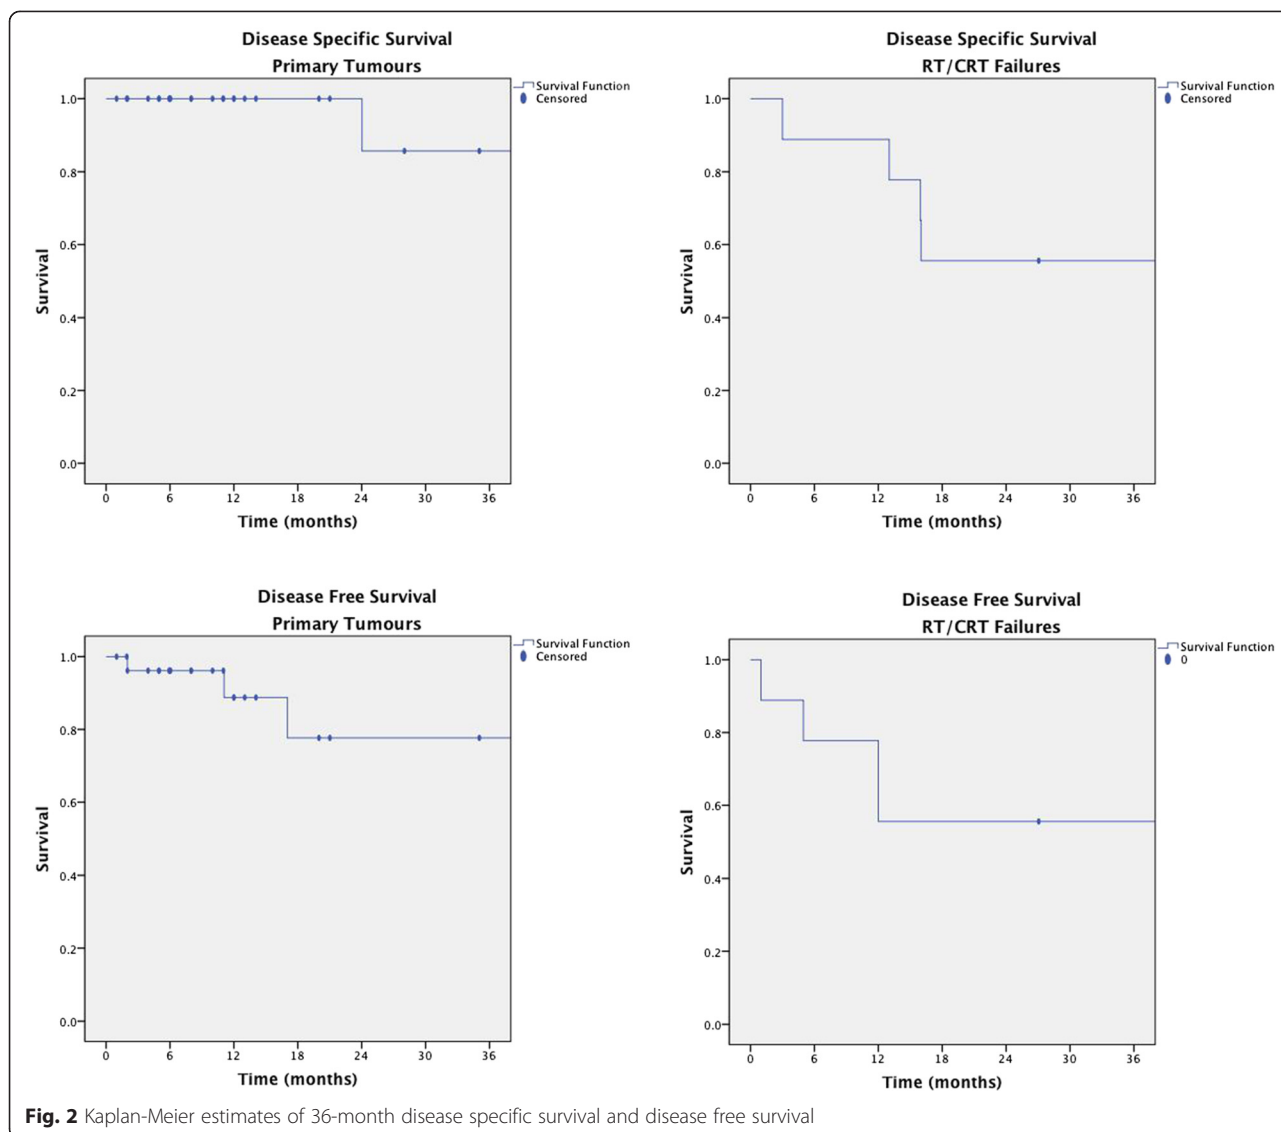 Disease Specific Survival
Primary Tumours
Survival Function
Censored
1.0
0.8
0.6
0.4
0.2
0.0
Survival
0 6 12 18 24 30 36
Time (months)
Disease Specific Survival
RT/CRT Failures
Survival Function
Censored
1.0
0.8
0.6
0.4
0.2
0.0
Survival
0 6 12 18 24 30 36
Time (months)
Disease Free Survival
Primary Tumours
Survival Function
Censored
1.0
0.8
0.6
0.4
0.2
0.0
Survival
0 6 12 18 24 30 36
Time (months)
Disease Free Survival
RT/CRT Failures
Survival Function
0
1.0
0.8
0.6
0.4
0.2
0.0
Survival
0 6 12 18 24 30 36
Time (months)
Fig. 2 Kaplan-Meier estimates of 36-month disease specific survival and disease free survival